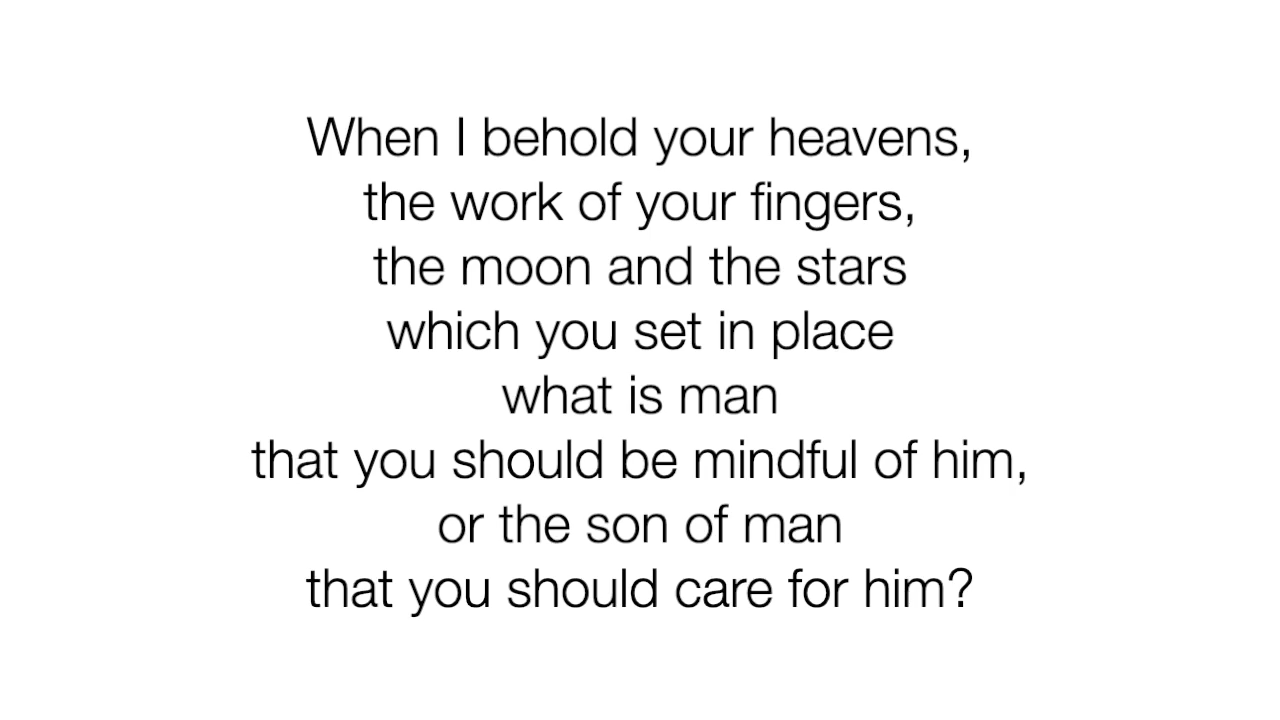 When I behold your heavens,
the work of your fingers,
the moon and the stars
which you set in place
what is man
that you should be mindful of him,
or the son of man
that you should care for him?